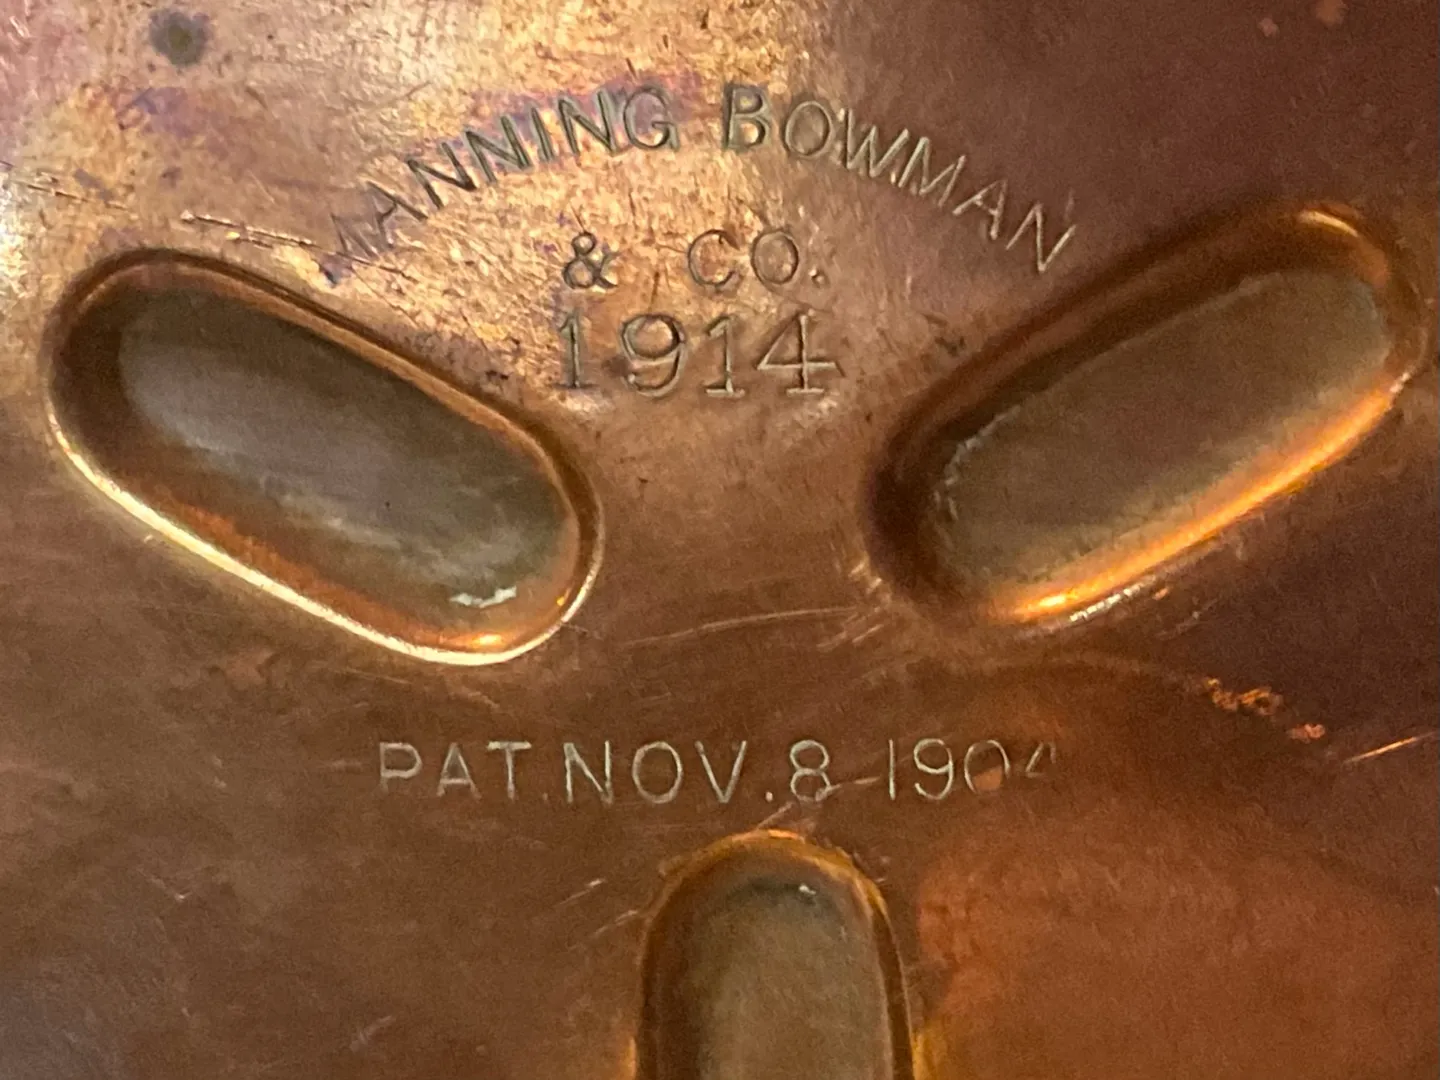 MANNING BOWMAN
& CO.
1914
PAT. NOV. 8 1904